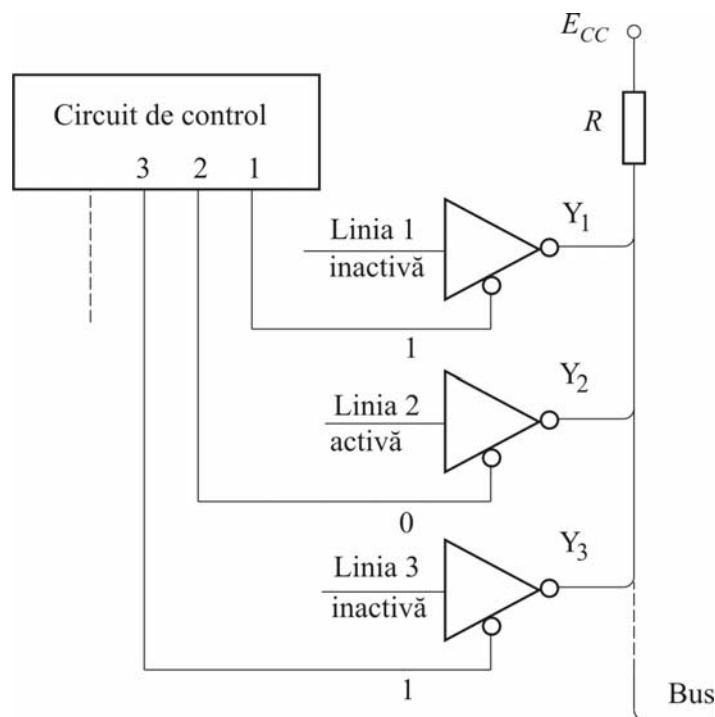 E_CC
Circuit de control
3 2 1
R
Linia 1
inactivă
Y₁
1
Linia 2
activă
Y₂
0
Linia 3
inactivă
Y₃
1
Bus